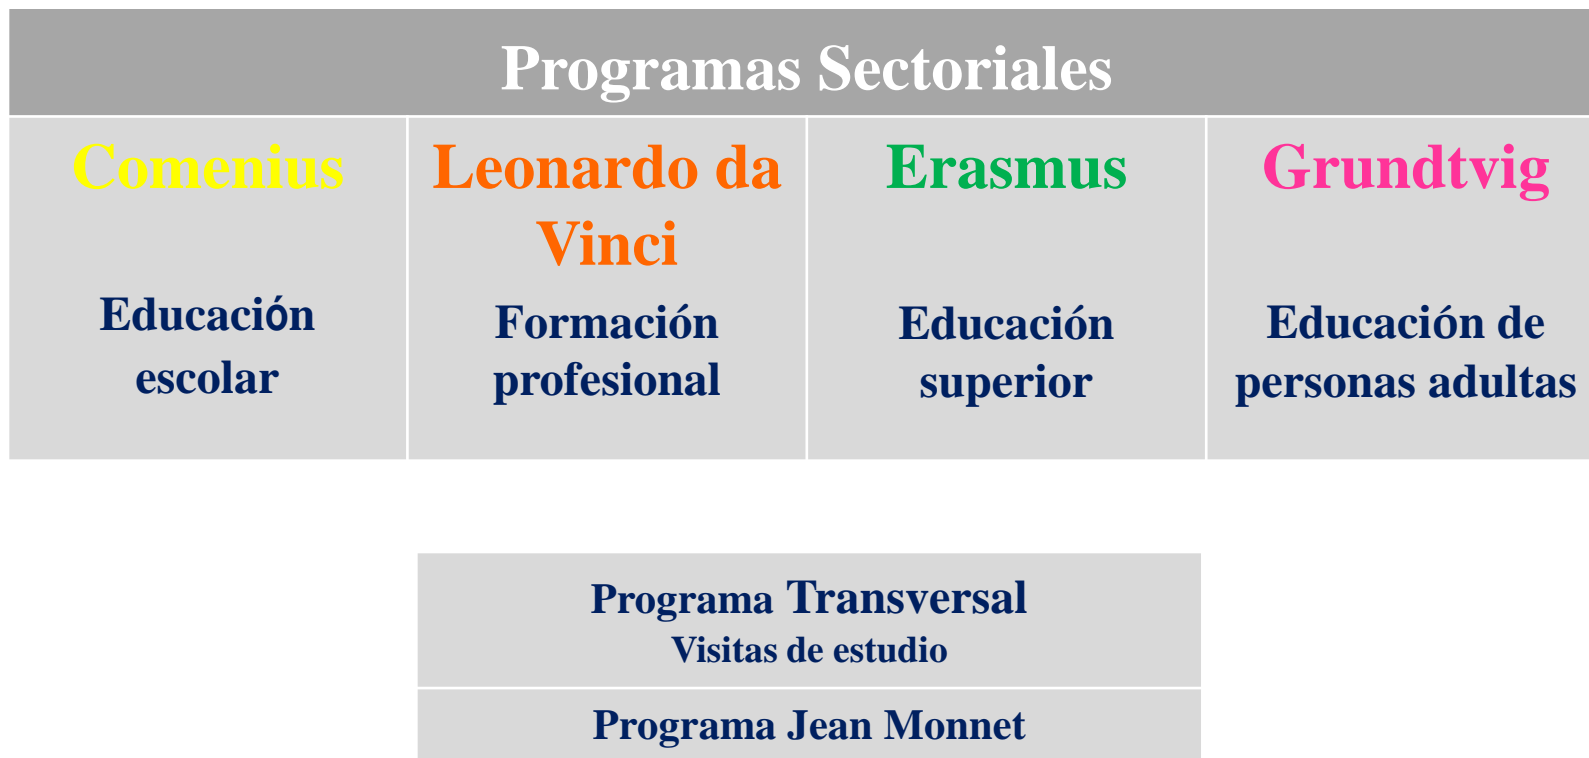 Programas Sectoriales
Comenius
Educación
escolar
Leonardo da
Vinci
Formación
profesional
Erasmus
Educación
superior
Grundtvig
Educación de
personas adultas
Programa Transversal
Visitas de estudio
Programa Jean Monnet